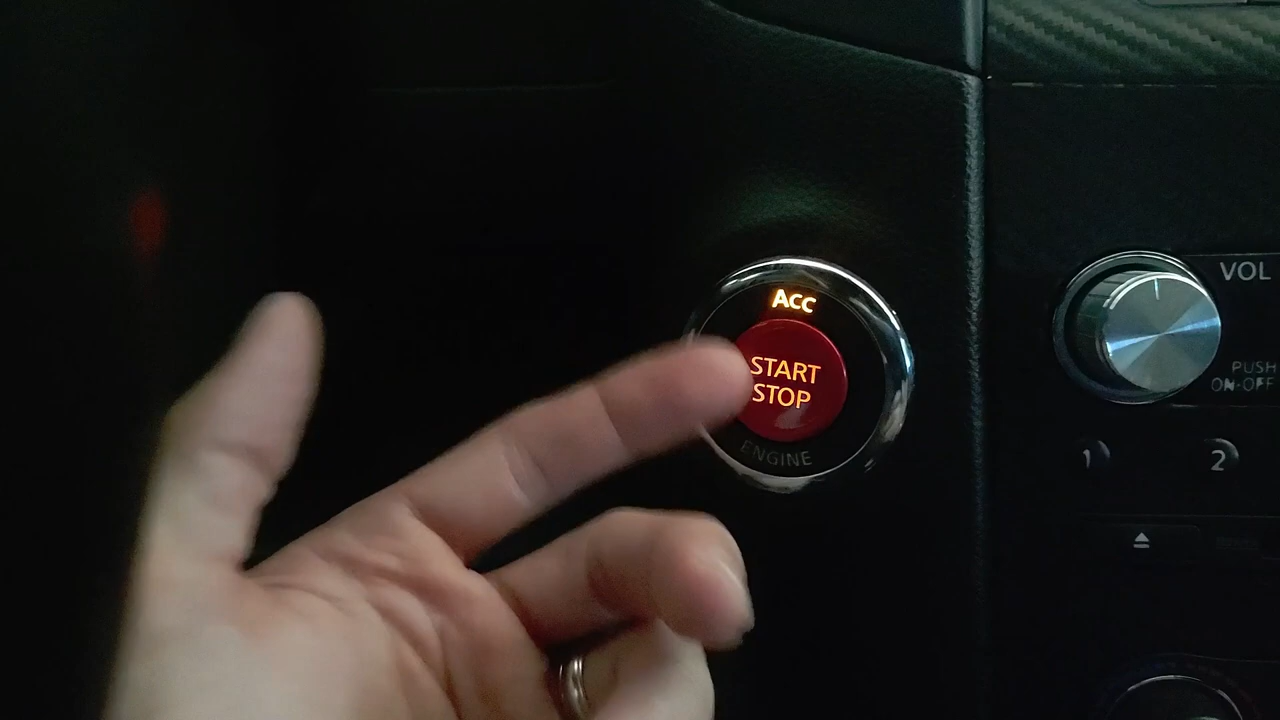 Acc
START
STOP
ENGINE
VOL
PUSH
ON·OFF
1
2